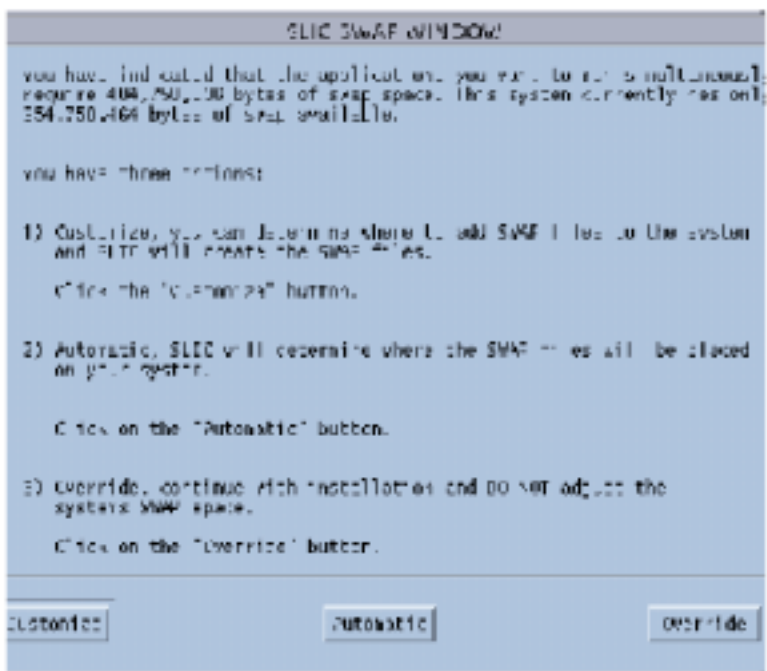 SLIC SWAP WINDOW
You have indicated that the applications you want to run simultaneously
require bytes of swap space. This system currently has only
354,750,464 bytes of swap available.
You have three options:
1) Customize, you can determine where to add SWAP files to the system
and SLIC will create the SWAP files.
Click the "Customize" button.
2) Automatic, SLIC will determine where the SWAP files will be placed
on your system.
Click on the "Automatic" button.
3) Override, continue with installation and DO NOT adjust the
systems SWAP space.
Click on the "Override" button.
Customize Automatic Override